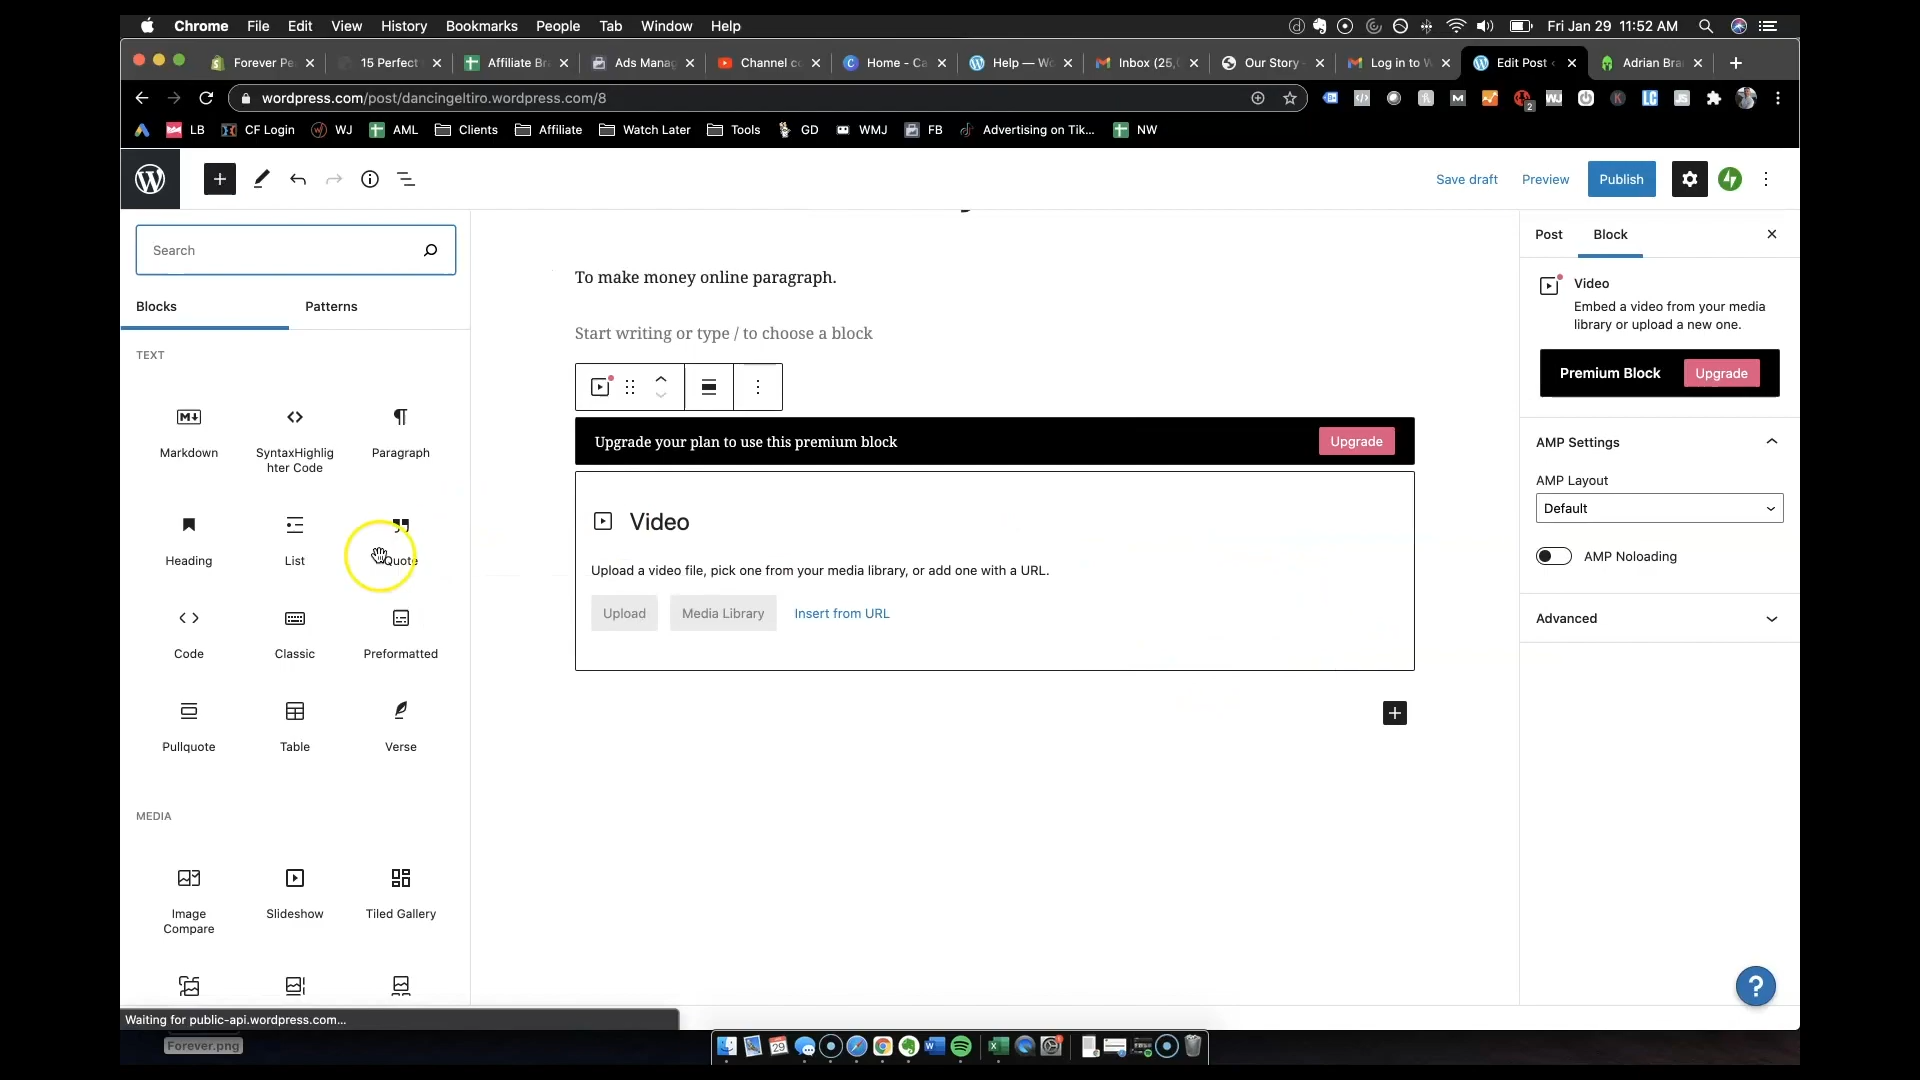 Chrome File Edit View History Bookmarks People Tab Window Help Fri Jan 29 11:52 AM
Forever Pe 15 Perfect Affiliate Bra Ads Manag Channel co Home - Ca Help — Wo Inbox (25, Our Story Log in to W Edit Post Adrian Bra
wordpress.com/post/dancingeltiro.wordpress.com/8
LB CF Login WJ AML Clients Affiliate Watch Later Tools GD WMJ FB Advertising on Tik... NW
Save draft Preview Publish
Search
Blocks Patterns
TEXT
Markdown
SyntaxHighlig
hter Code
Paragraph
Heading List Quote
Code Classic Preformatted
Pullquote Table Verse
MEDIA
Image
Compare
Slideshow Tiled Gallery
To make money online paragraph.
Start writing or type / to choose a block
Upgrade your plan to use this premium block Upgrade
Video
Upload a video file, pick one from your media library, or add one with a URL.
Upload Media Library Insert from URL
Post Block
Video
Embed a video from your media
library or upload a new one.
Premium Block Upgrade
AMP Settings
AMP Layout
Default
AMP Noloading
Advanced
Waiting for public-api.wordpress.com...
Forever.png